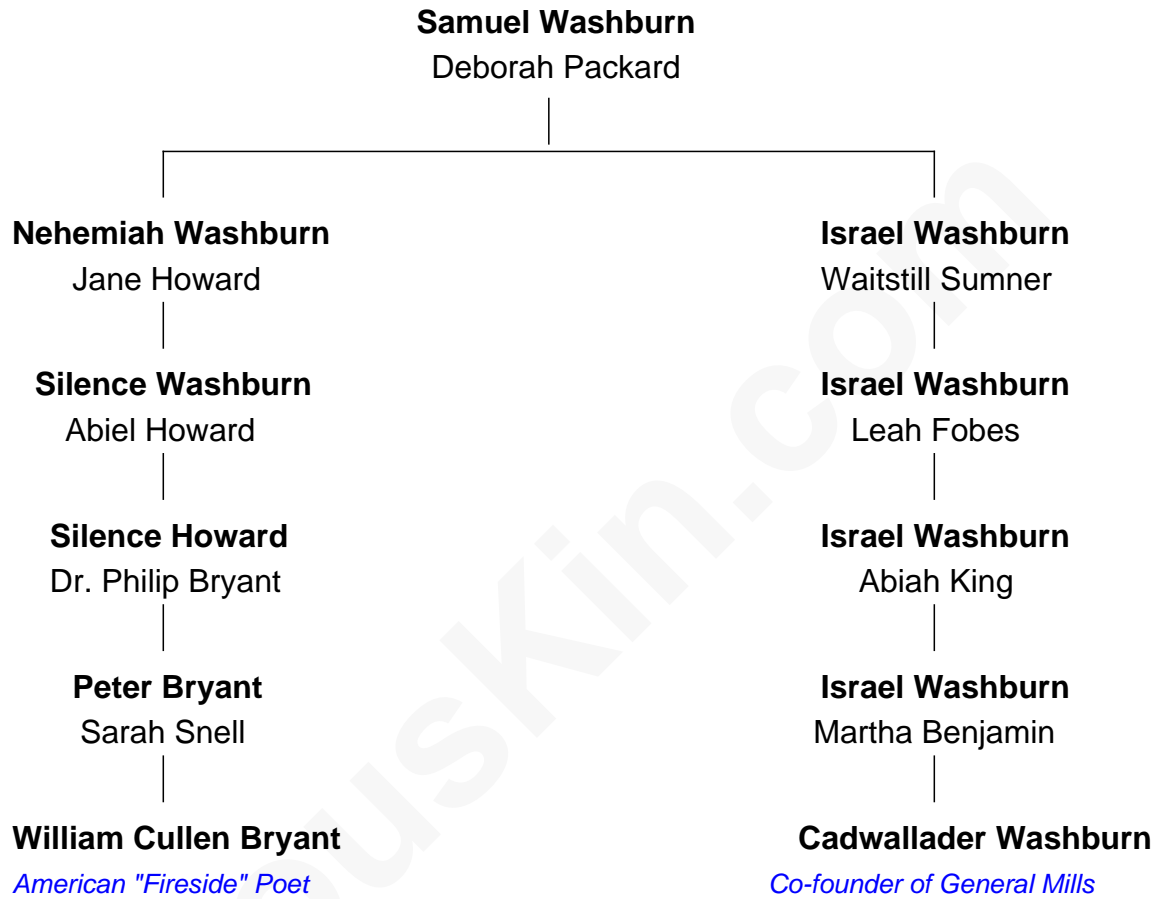 Samuel Washburn
Deborah Packard
Nehemiah Washburn
Jane Howard
Israel Washburn
Waitstill Sumner
Silence Washburn
Abiel Howard
Israel Washburn
Leah Fobes
Silence Howard
Dr. Philip Bryant
Israel Washburn
Abiah King
Peter Bryant
Sarah Snell
Israel Washburn
Martha Benjamin
William Cullen Bryant
American "Fireside" Poet
Cadwallader Washburn
Co-founder of General Mills
ousKin.com